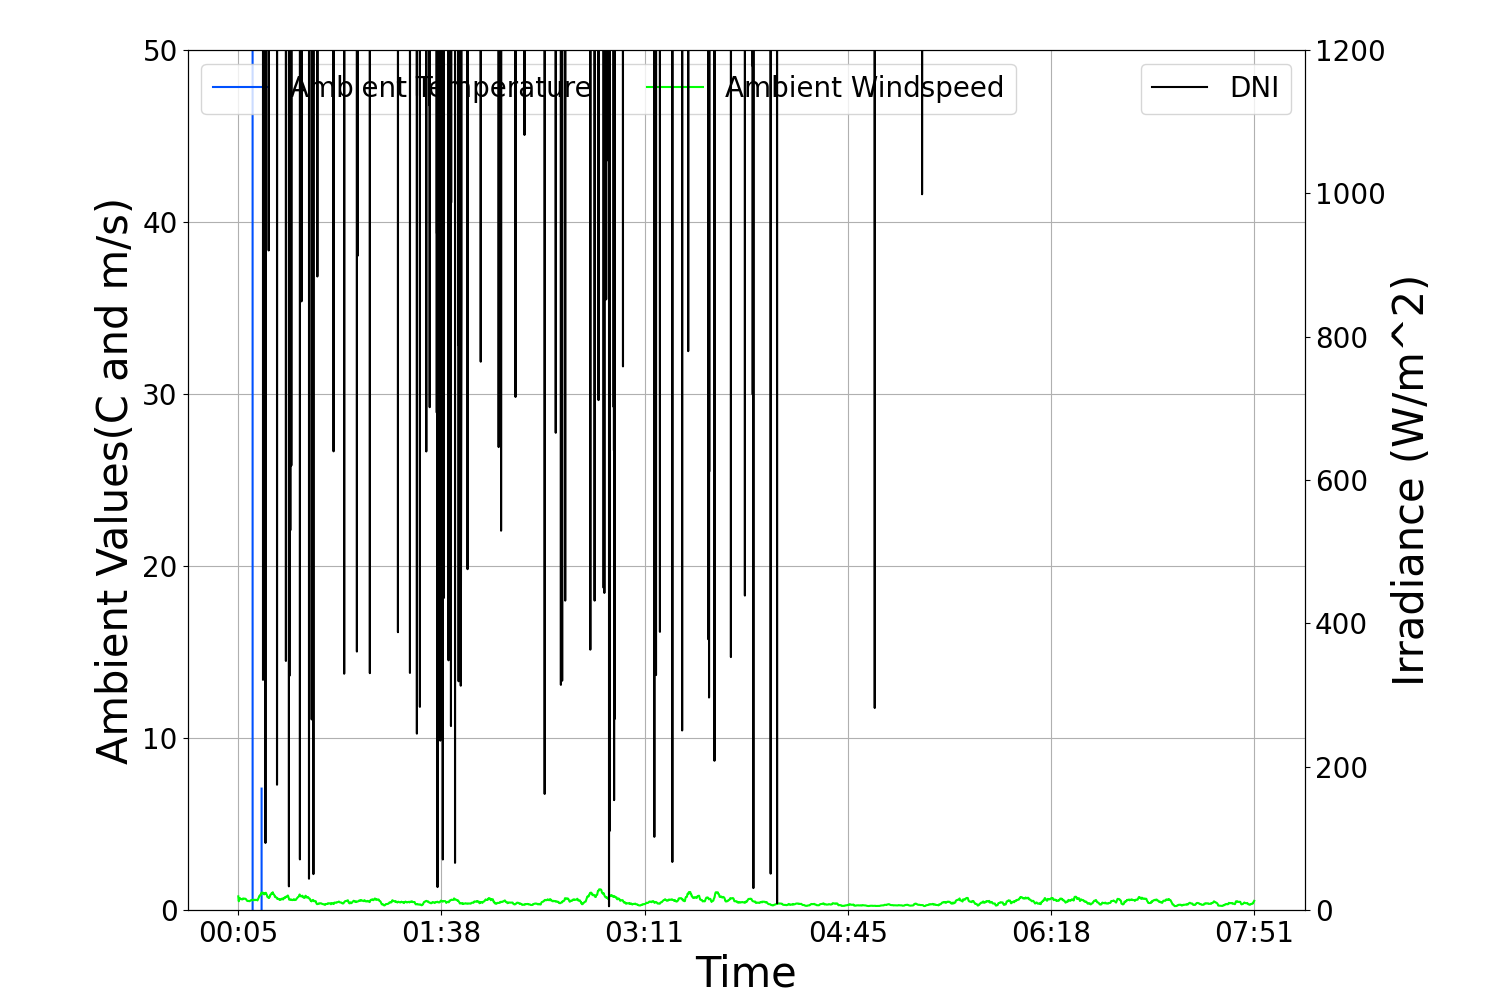 Ambient Temperature
Ambient Windspeed
DNI
Ambient Values(C and m/s)
50
40
30
20
10
0
1200
1000
800
600
400
200
0
Irradiance (W/m^2)
00:05 01:38 03:11 04:45 06:18 07:51
Time